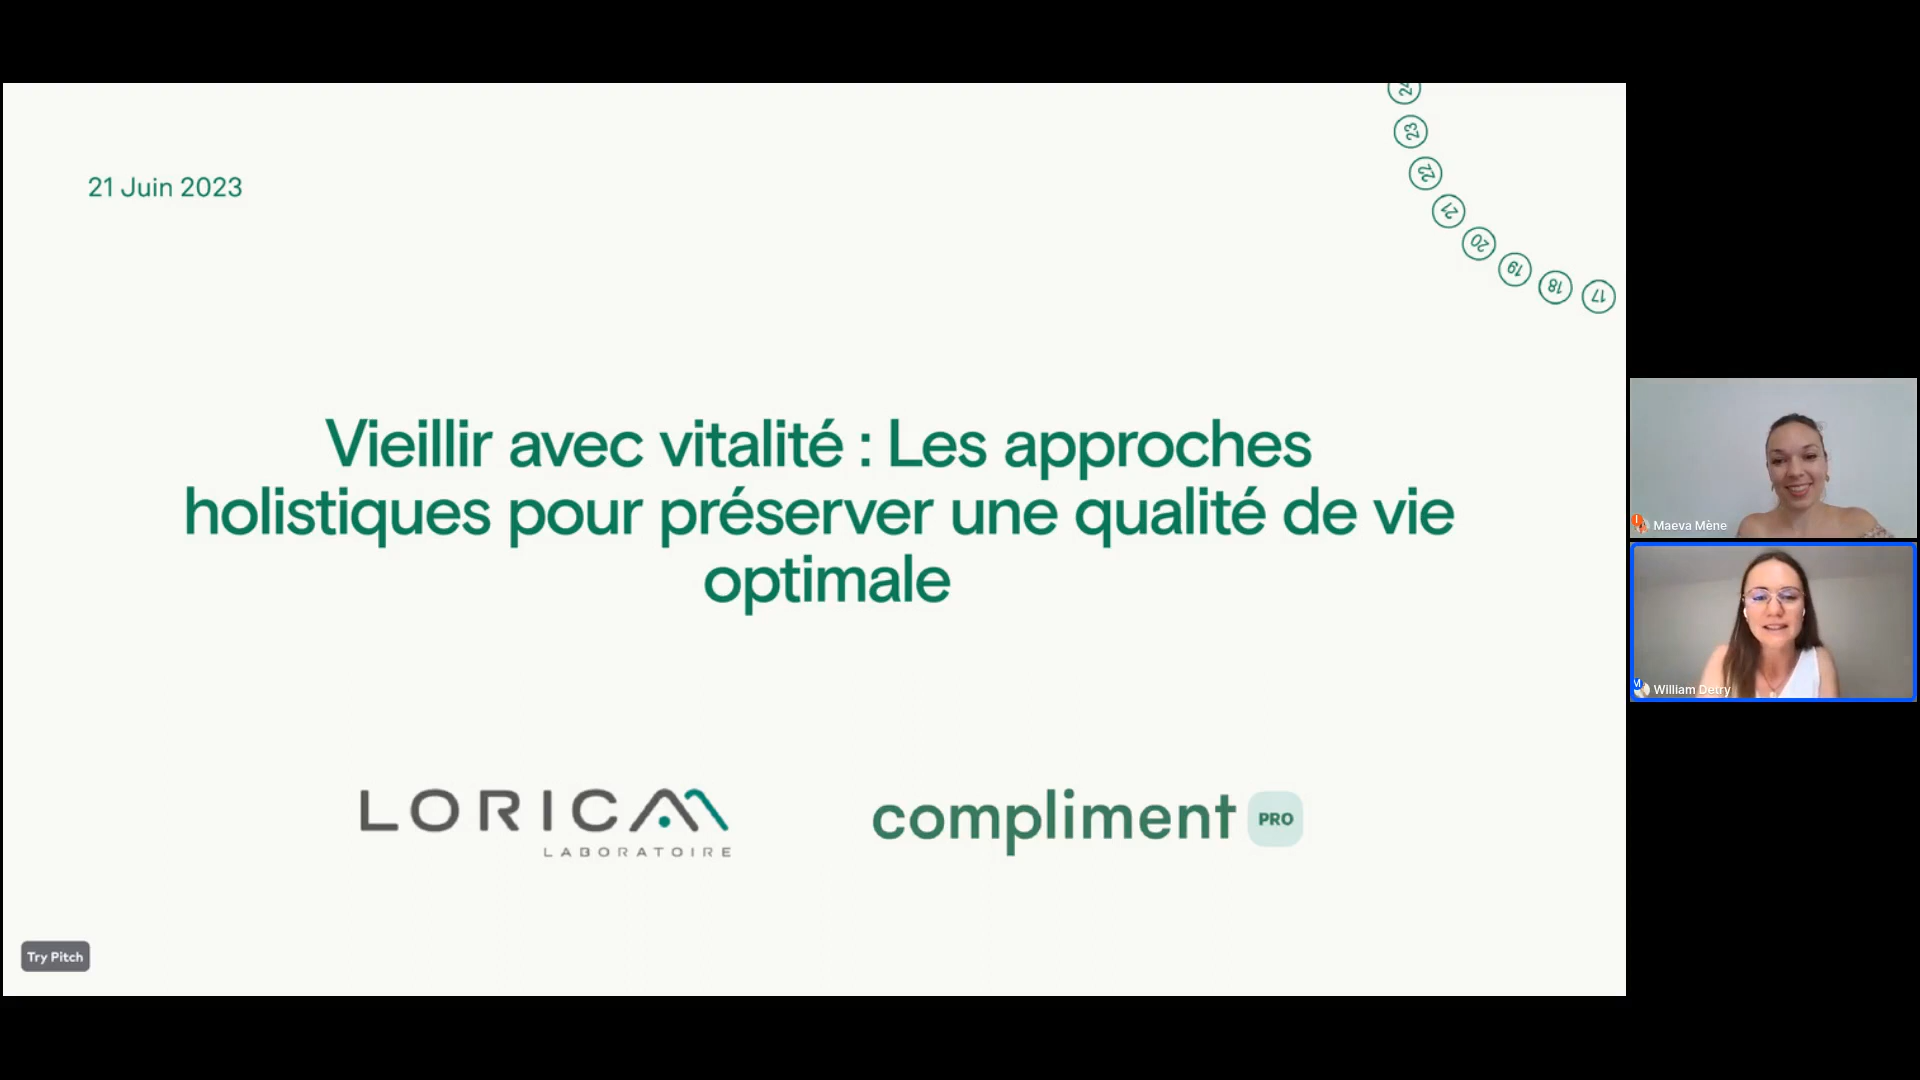 21 Juin 2023
24
23
22
21
20
19
18
17
Vieillir avec vitalité : Les approches
holistiques pour préserver une qualité de vie
optimale
LORICA
LABORATOIRE
compliment PRO
Try Pitch
Maeva Mène
William Detry